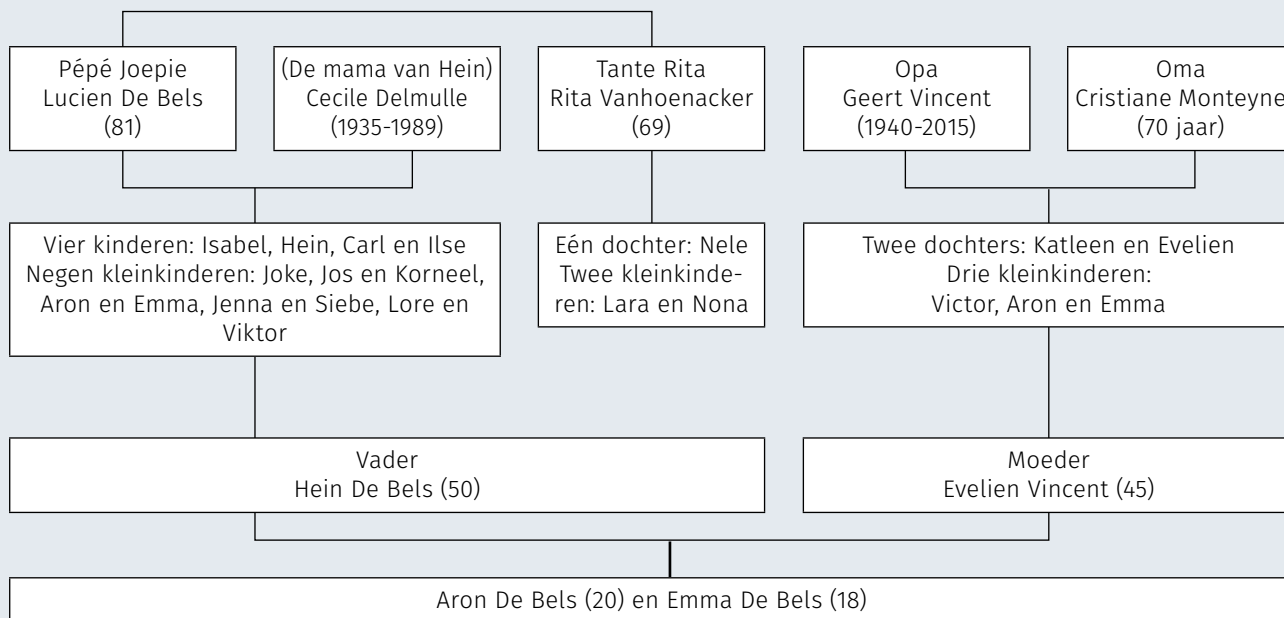 Pépé Joepie
Lucien De Bels
(81)
(De mama van Hein)
Cecile Delmulle
(1935-1989)
Tante Rita
Rita Vanhoenacker
(69)
Opa
Geert Vincent
(1940-2015)
Oma
Cristiane Monteyne
(70 jaar)
Vier kinderen: Isabel, Hein, Carl en Ilse
Negen kleinkinderen: Joke, Jos en Korneel,
Aron en Emma, Jenna en Siebe, Lore en
Viktor
Eén dochter: Nele
Twee kleinkinde-
ren: Lara en Nona
Twee dochters: Katleen en Evelien
Drie kleinkinderen:
Victor, Aron en Emma
Vader
Hein De Bels (50)
Moeder
Evelien Vincent (45)
Aron De Bels (20) en Emma De Bels (18)